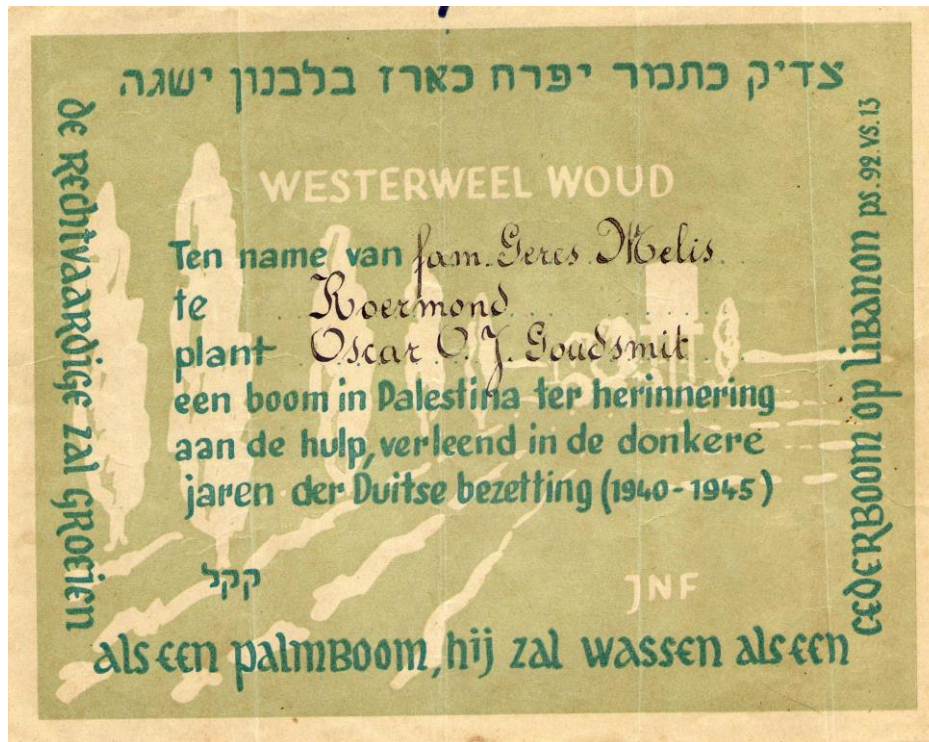 צדיק כתמר יפרח כארז בלבנון ישגה
WESTERWEEL WOUD
Ten name van fam. Geres Melis
te Roermond
plant Oscar O. J. Goudsmit
een boom in Palestina ter herinnering
aan de hulp, verleend in de donkere
jaren der Duitse bezetting (1940-1945)
קקל
JNF
de Rechtvaardige zal groeien
als een palmboom, hij zal wassen als een
cederboom op Libanon ps. 92. vs. 13